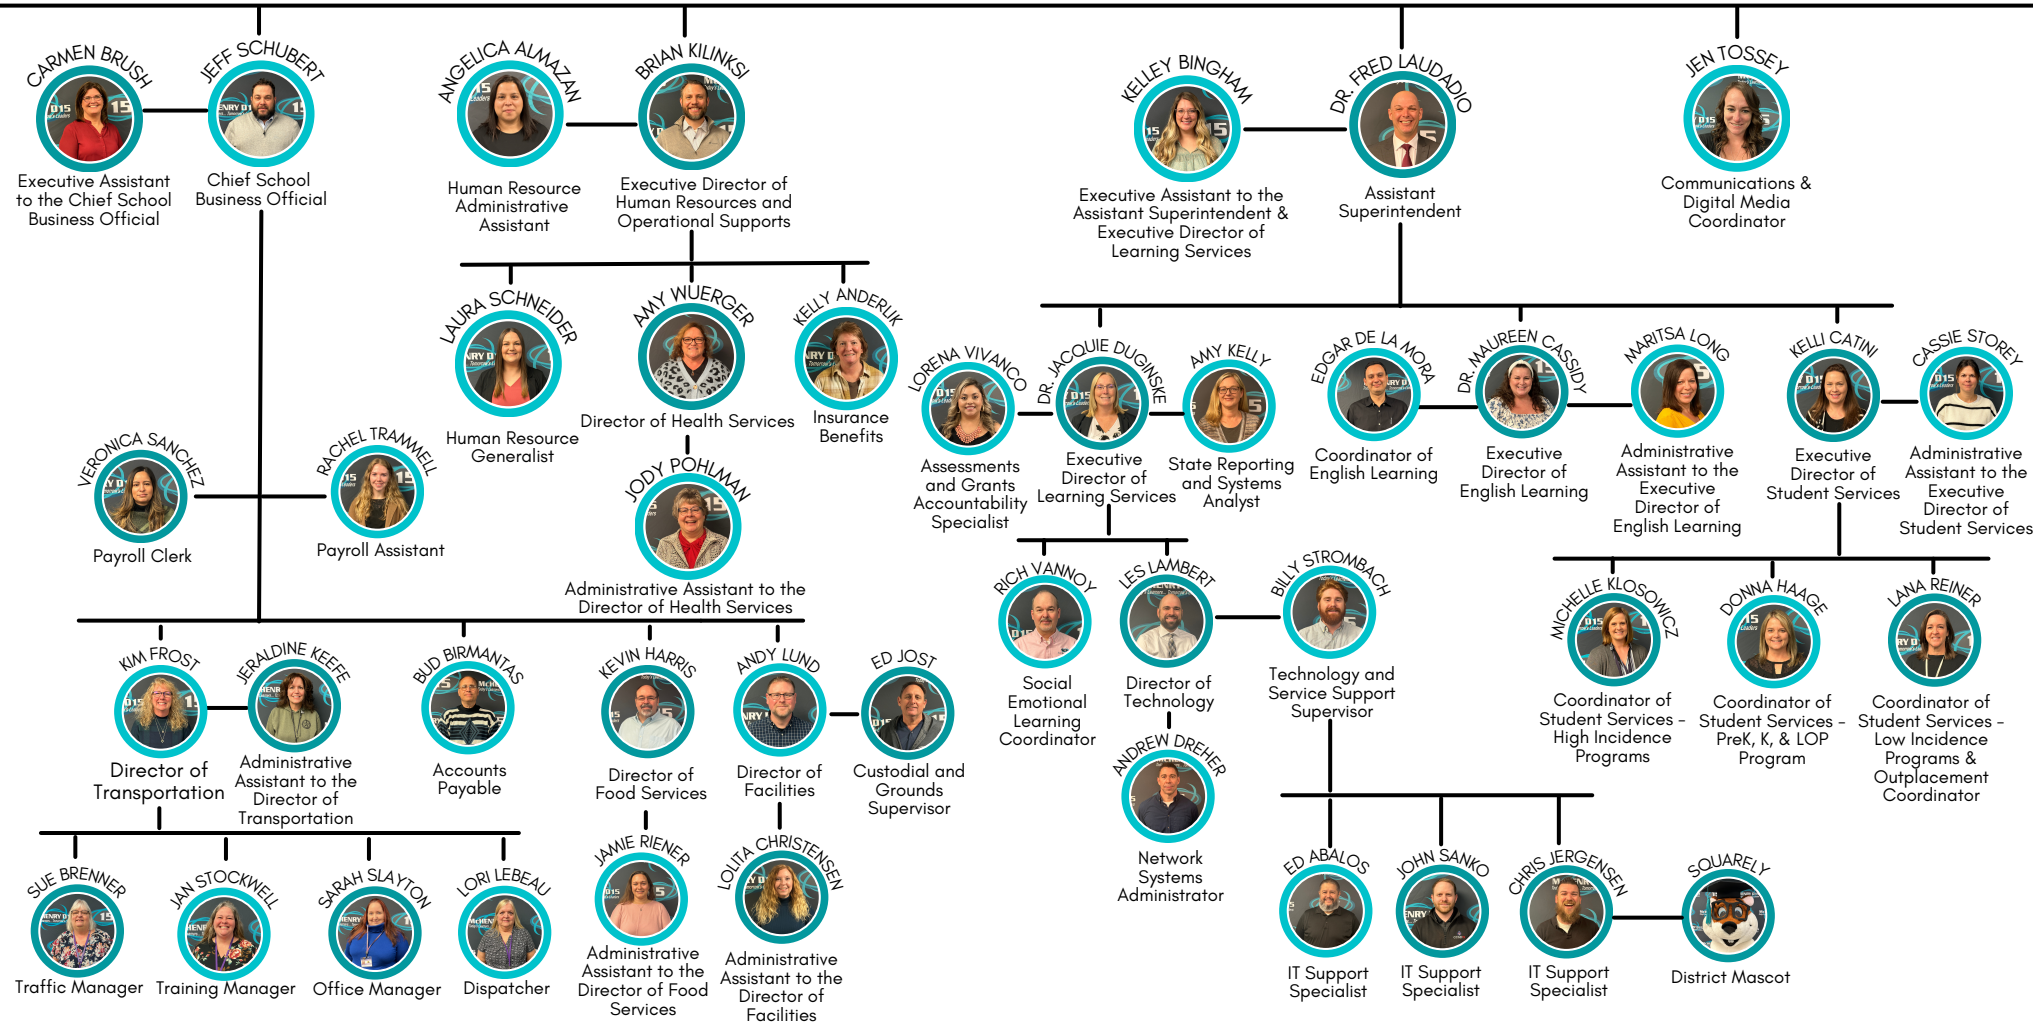 CARMEN BRUSH
Executive Assistant
to the Chief School
Business Official
JEFF SCHUBERT
Chief School
Business Official
ANGELICA ALMAZAN
Human Resource
Administrative
Assistant
BRIAN KILINKSI
Executive Director of
Human Resources and
Operational Supports
KELLEY BINGHAM
Executive Assistant to the
Assistant Superintendent &
Executive Director of
Learning Services
DR. FRED LAUDADIO
Assistant
Superintendent
JEN TOSSEY
Communications &
Digital Media
Coordinator
LAURA SCHNEIDER
Human Resource
Generalist
AMY WUERGER
Director of Health Services
KELLY ANDERLIK
Insurance
Benefits
VERONICA SANCHEZ
Payroll Clerk
RACHEL TRAMMELL
Payroll Assistant
JODY POHLMAN
Administrative Assistant to the
Director of Health Services
LORENA VIVANCO
Assessments
and Grants
Accountability
Specialist
DR. JACQUIE DUGINSKE
Executive
Director of
Learning Services
AMY KELLY
State Reporting
and Systems
Analyst
EDGAR DE LA MORA
Coordinator of
English Learning
DR. MAUREEN CASSIDY
Executive
Director of
English Learning
MARITSA LONG
Administrative
Assistant to the
Executive
Director of
English Learning
KELLI CATINI
Executive
Director of
Student Services
CASSIE STOREY
Administrative
Assistant to the
Executive
Director of
Student Services
RICH VANNOY
Social
Emotional
Learning
Coordinator
LES LAMBERT
Director of
Technology
BILLY STROMBACH
Technology and
Service Support
Supervisor
MICHELLE KLOSOWICZ
Coordinator of
Student Services -
High Incidence
Programs
DONNA HAAGE
Coordinator of
Student Services -
PreK, K, & LOP
Program
LANA REINER
Coordinator of
Student Services -
Low Incidence
Programs &
Outplacement
Coordinator
KIM FROST
Director of
Transportation
JERALDINE KEEFE
Administrative
Assistant to the
Director of
Transportation
BUD BIRMANTAS
Accounts
Payable
KEVIN HARRIS
Director of
Food Services
ANDY LUND
Director of
Facilities
ED JOST
Custodial and
Grounds
Supervisor
ANDREW DREHER
Network
Systems
Administrator
SUE BRENNER
Traffic Manager
JAN STOCKWELL
Training Manager
SARAH SLAYTON
Office Manager
LORI LEBEAU
Dispatcher
JAMIE RIENER
Administrative
Assistant to the
Director of Food
Services
LOLITA CHRISTENSEN
Administrative
Assistant to the
Director of
Facilities
ED ABALOS
IT Support
Specialist
JOHN SANKO
IT Support
Specialist
CHRIS JERGENSEN
IT Support
Specialist
SQUARELY
District Mascot